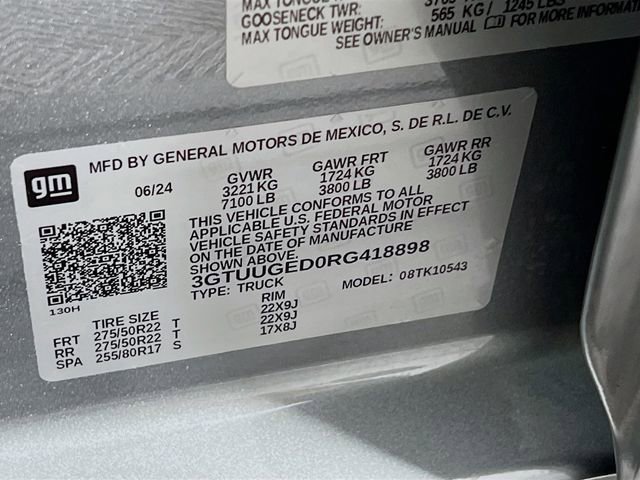 MAX TONGUE
GOOSENECK TWR:
MAX TONGUE WEIGHT: 565 KG/ 1245 LBS
SEE OWNER'S MANUAL FOR MORE INFORMATION
gm
MFD BY GENERAL MOTORS DE MEXICO, S. DE R.L. DE C.V.
06/24
GVWR GAWR FRT GAWR RR
3221 KG 1724 KG 1724 KG
7100 LB 3800 LB 3800 LB
THIS VEHICLE CONFORMS TO ALL
APPLICABLE U.S. FEDERAL MOTOR
VEHICLE SAFETY STANDARDS IN EFFECT
ON THE DATE OF MANUFACTURE
SHOWN ABOVE.
3GTUUGED0RG418898
TYPE: TRUCK MODEL: 08TK10543
130H
TIRE SIZE RIM
FRT 275/50R22 T 22X9J
RR 275/50R22 T 22X9J
SPA 255/80R17 S 17X8J